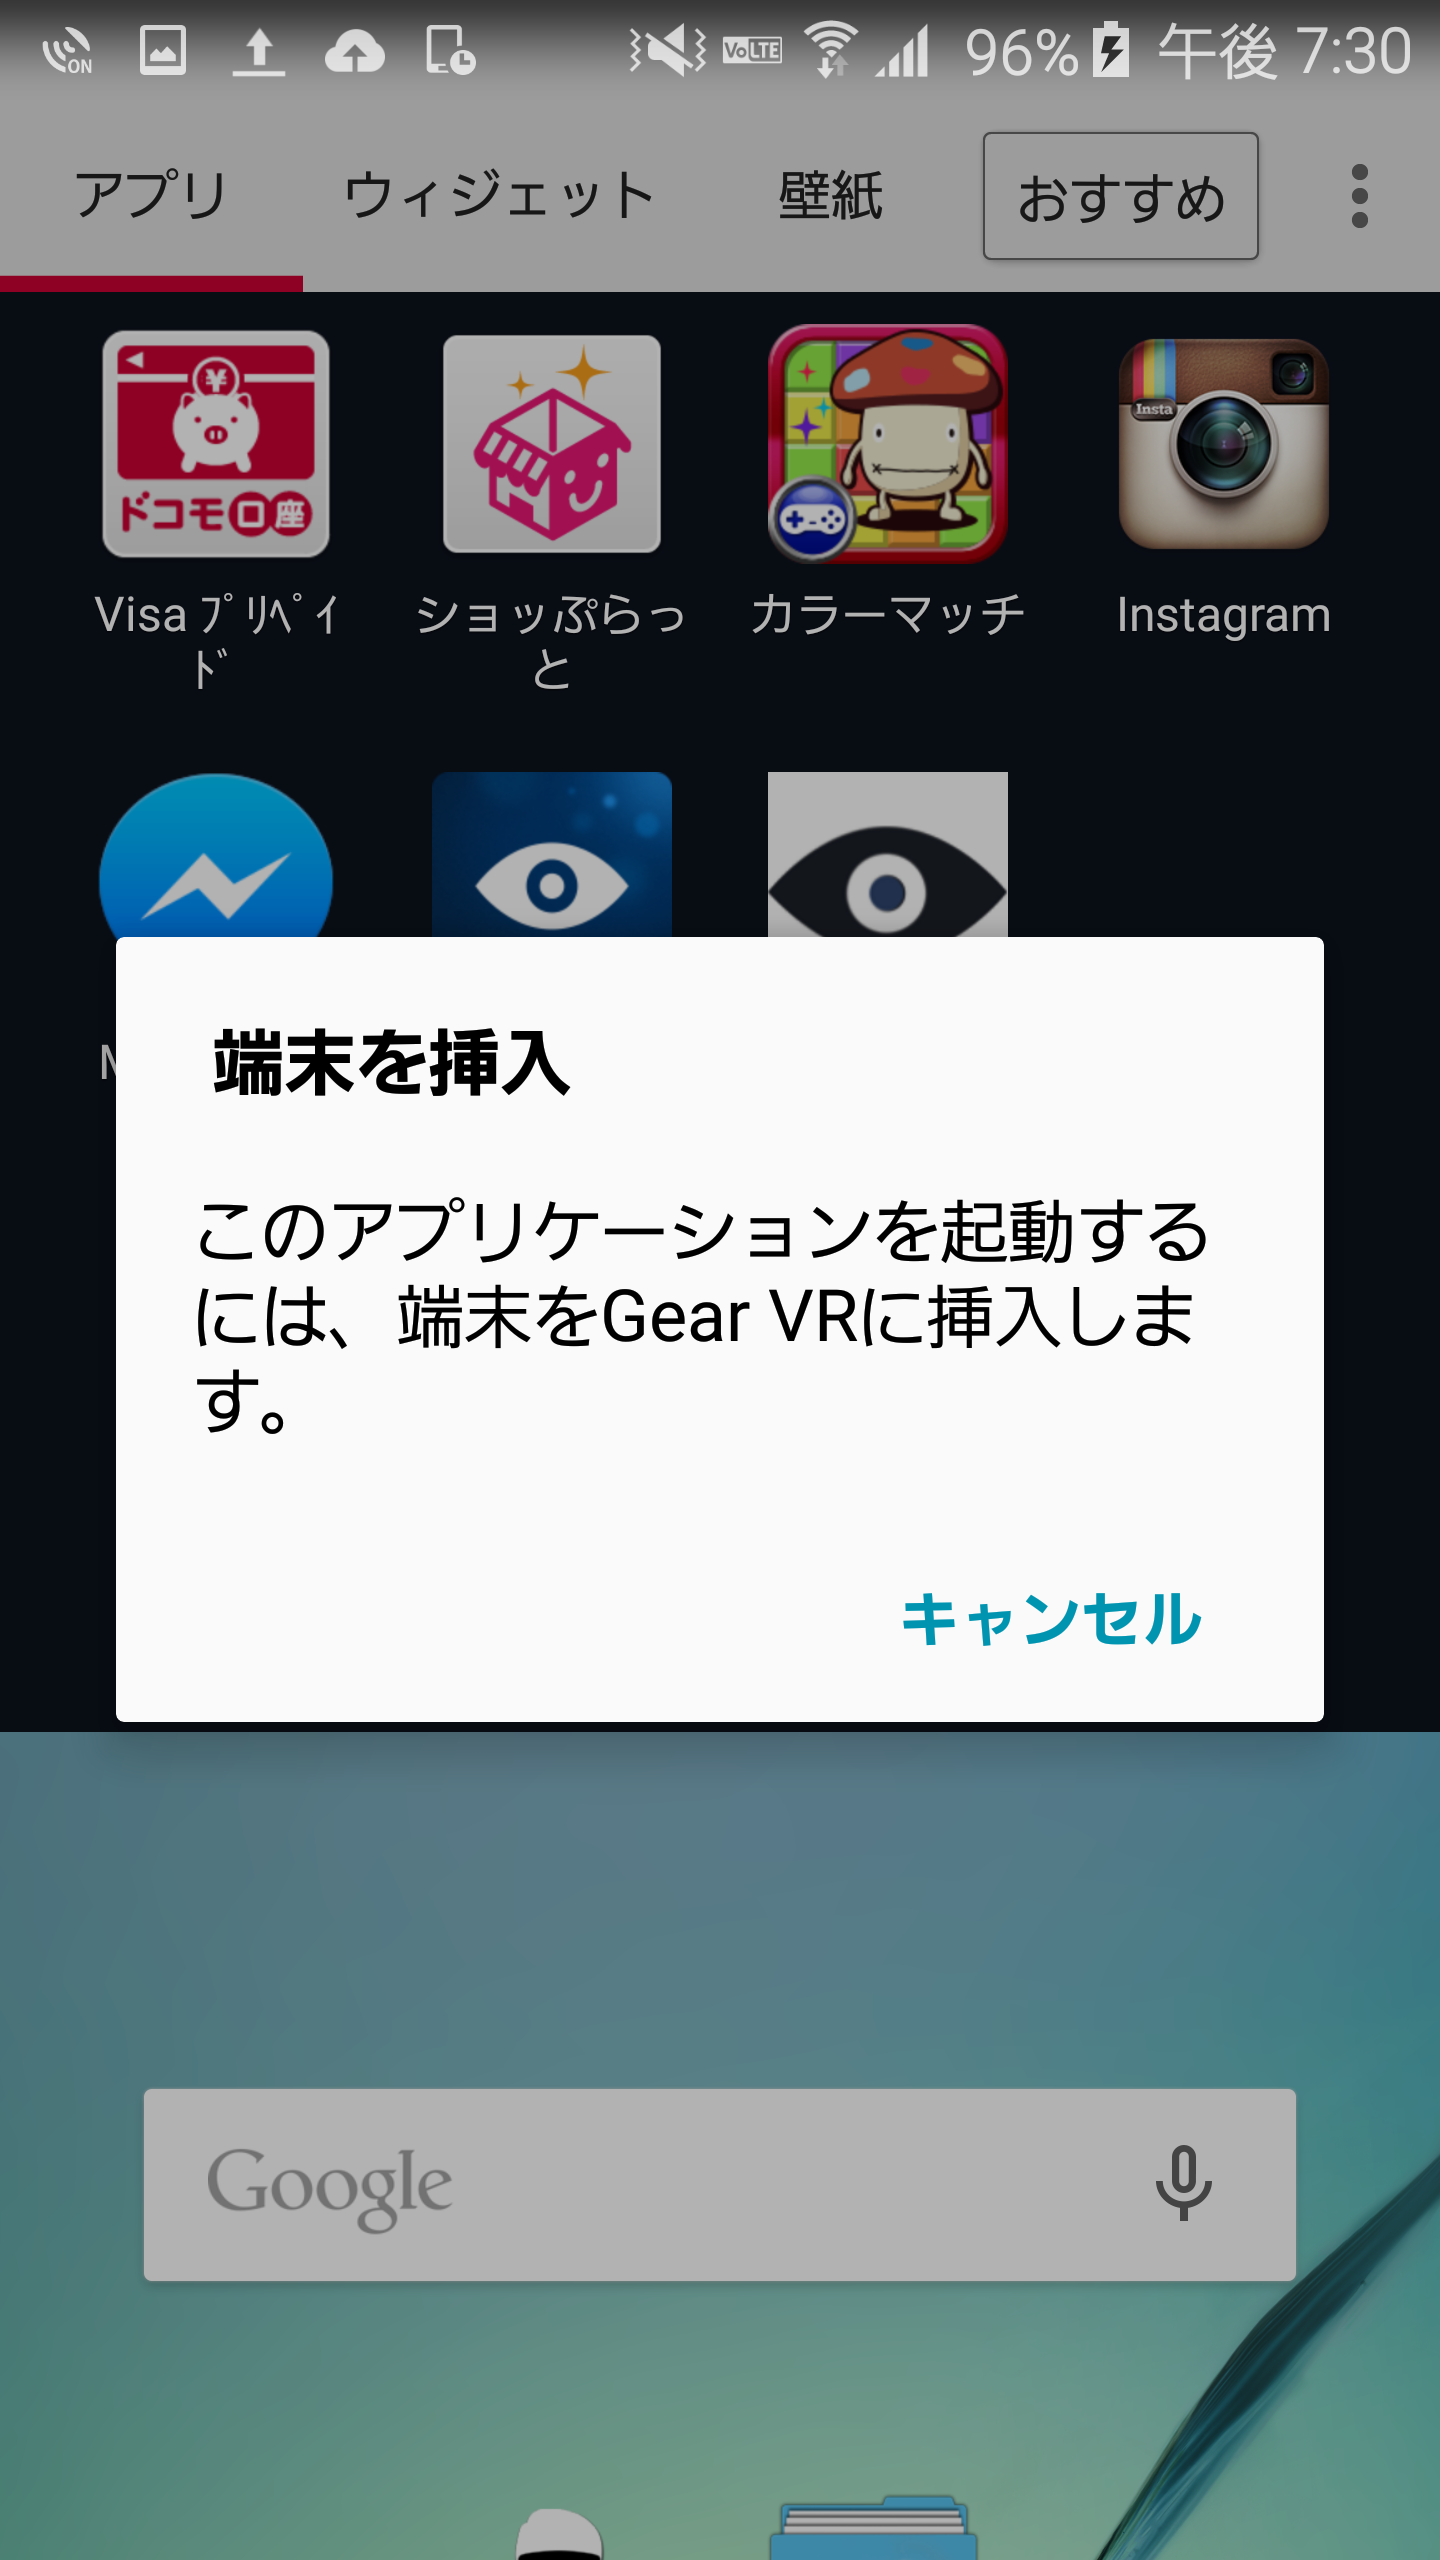 ON VoLTE 96% 午後 7:30
アプリ ウィジェット 壁紙 おすすめ
¥
ドコモ口座
Insta
Visa ﾌﾟﾘﾍﾟｲ ショッぷらっ カラーマッチ Instagram
ﾄﾞ と
M
端末を挿入
このアプリケーションを起動する
には、端末をGear VRに挿入しま
す。
キャンセル
Google